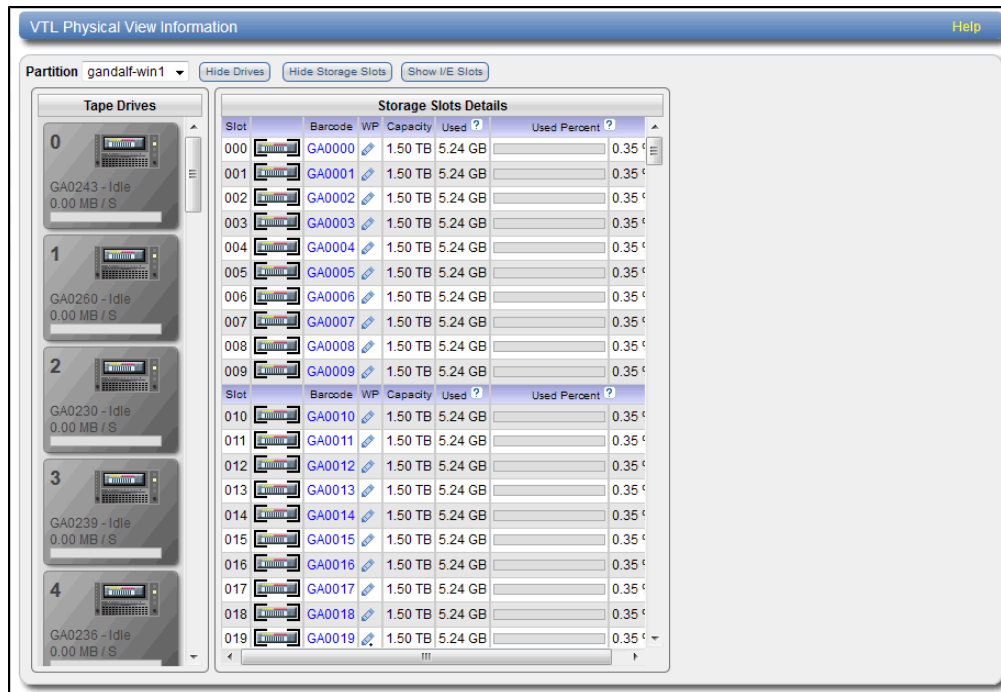 VTL Physical View Information Help
Partition gandalf-win1 Hide Drives Hide Storage Slots Show I/E Slots
Tape Drives
0
GA0243 - Idle
0.00 MB / S
1
GA0260 - Idle
0.00 MB / S
2
GA0230 - Idle
0.00 MB / S
3
GA0239 - Idle
0.00 MB / S
4
GA0236 - Idle
0.00 MB / S
Storage Slots Details
Slot Barcode WP Capacity Used ? Used Percent ?
000 GA0000 1.50 TB 5.24 GB 0.35
001 GA0001 1.50 TB 5.24 GB 0.35
002 GA0002 1.50 TB 5.24 GB 0.35
003 GA0003 1.50 TB 5.24 GB 0.35
004 GA0004 1.50 TB 5.24 GB 0.35
005 GA0005 1.50 TB 5.24 GB 0.35
006 GA0006 1.50 TB 5.24 GB 0.35
007 GA0007 1.50 TB 5.24 GB 0.35
008 GA0008 1.50 TB 5.24 GB 0.35
009 GA0009 1.50 TB 5.24 GB 0.35
Slot Barcode WP Capacity Used ? Used Percent ?
010 GA0010 1.50 TB 5.24 GB 0.35
011 GA0011 1.50 TB 5.24 GB 0.35
012 GA0012 1.50 TB 5.24 GB 0.35
013 GA0013 1.50 TB 5.24 GB 0.35
014 GA0014 1.50 TB 5.24 GB 0.35
015 GA0015 1.50 TB 5.24 GB 0.35
016 GA0016 1.50 TB 5.24 GB 0.35
017 GA0017 1.50 TB 5.24 GB 0.35
018 GA0018 1.50 TB 5.24 GB 0.35
019 GA0019 1.50 TB 5.24 GB 0.35